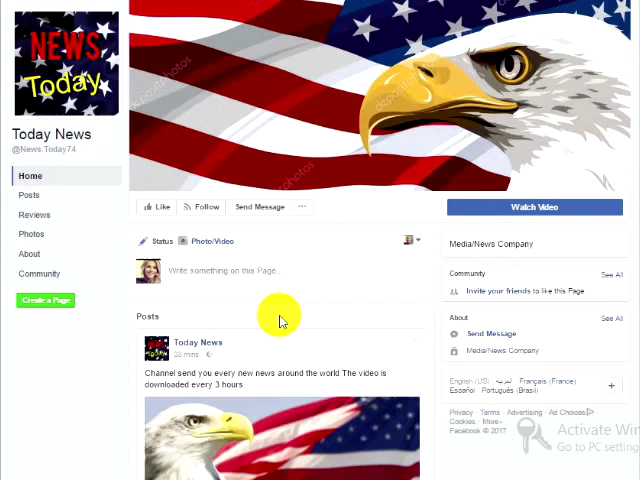 NEWS
Today
Today News
@News.Today74
Home
Posts
Reviews
Photos
About
Community
Create a Page
depositphotos
depositphotos
depositphotos
Like
Follow
Send Message
Watch Video
Status
Photo/Video
Write something on this Page..
Posts
Today News
33 mins
Channel send you every new news around the world The video is
downloaded every 3 hours
Media/News Company
Community
See All
Invite your friends to like this Page
About
See All
Send Message
Media/News Company
English (US) · العربية · Français (France) ·
Español · Português (Brasil)
Privacy · Terms · Advertising · Ad Choices
Cookies · More
Facebook © 2017
Activate Win
Go to PC setting